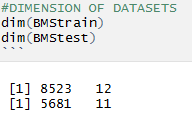 #DIMENSION OF DATASETS
dim(BMStrain)
dim(BMStest)
```
[1] 8523 12
[1] 5681 11